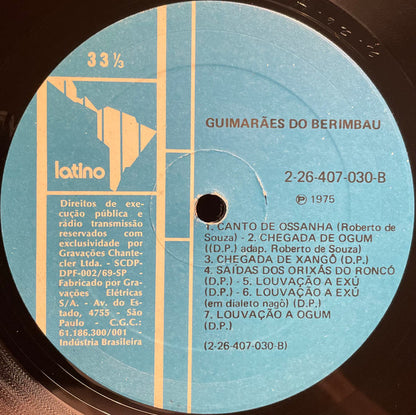 33 1/3
latino
Direitos de exe-
cução pública e
rádio transmissão
reservados com
exclusividade por
Gravações Chante-
cler Ltda. - SCDP-
DPF-002/69-SP -
Fabricado por Gra-
vações Elétricas
S/A. - Av. do Es-
tado, 4755 - São
Paulo - C.G.C.:
61.186.300/001 -
Indústria Brasileira
GUIMARÃES DO BERIMBAU
2-26-407-030-B
Ⓟ 1975
1. CANTO DE OSSANHA (Roberto de
Souza) - 2. CHEGADA DE OGUM
((D.P.) adap. Roberto de Souza)
3. CHEGADA DE XANGÔ (D.P.)
4. SAÍDAS DOS ORIXÁS DO RONCÓ
(D.P.) - 5. LOUVAÇÃO A EXÚ
(D.P.) - 6. LOUVAÇÃO A EXÚ
(em dialeto nagô) (D.P.)
7. LOUVAÇÃO A OGUM
(D.P.)
(2-26-407-030-B)